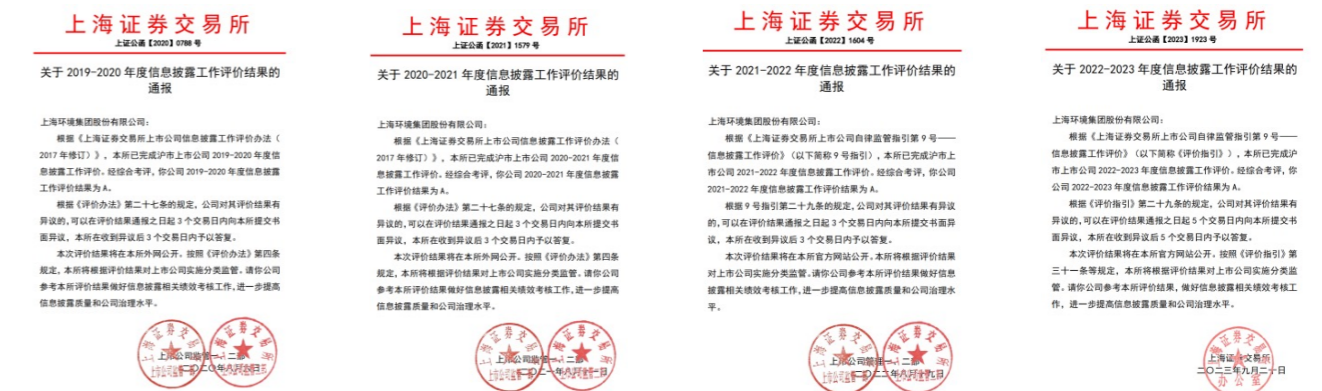 上海证券交易所
上证公函【2020】0788 号
关于 2019-2020 年度信息披露工作评价结果的
通报
上海环境集团股份有限公司：
根据《上海证券交易所上市公司信息披露工作评价办法（
2017 年修订）》，本所已完成沪市上市公司 2019-2020 年度信
息披露工作评价。经综合考评，你公司 2019-2020 年度信息披露
工作评价结果为 A。
根据《评价办法》第二十七条的规定，公司对其评价结果有
异议的，可以在评价结果通报之日起 3 个交易日内向本所提交书
面异议，本所在收到异议后 3 个交易日内予以答复。
本次评价结果将在本所外网公开。按照《评价办法》第四条
规定，本所将根据评价结果对上市公司实施分类监管。请你公司
参考本所评价结果做好信息披露相关绩效考核工作，进一步提高
信息披露质量和公司治理水平。
上市公司监管一、二部
上海证券交易所
上证公函【2021】1579 号
关于 2020-2021 年度信息披露工作评价结果的
通报
上海环境集团股份有限公司：
根据《上海证券交易所上市公司信息披露工作评价办法（
2017 年修订）》，本所已完成沪市上市公司 2020-2021 年度信
息披露工作评价。经综合考评，你公司 2020-2021 年度信息披露
工作评价结果为 A。
根据《评价办法》第二十七条的规定，公司对其评价结果有
异议的，可以在评价结果通报之日起 3 个交易日内向本所提交书
面异议，本所在收到异议后 3 个交易日内予以答复。
本次评价结果将在本所外网公开。按照《评价办法》第四条
规定，本所将根据评价结果对上市公司实施分类监管。请你公司
参考本所评价结果做好信息披露相关绩效考核工作，进一步提高
信息披露质量和公司治理水平。
上市公司监管一、二部
上海证券交易所
上证公函【2022】1604 号
关于 2021-2022 年度信息披露工作评价结果的
通报
上海环境集团股份有限公司：
根据《上海证券交易所上市公司自律监管指引第 9 号——
信息披露工作评价》（以下简称 9 号指引），本所已完成沪市上
市公司 2021-2022 年度信息披露工作评价。经综合考评，你公司
2021-2022 年度信息披露工作评价结果为 A。
根据 9 号指引第二十九条的规定，公司对其评价结果有异议
的，可以在评价结果通报之日起 3 个交易日内向本所提交书面异
议，本所在收到异议后 3 个交易日内予以答复。
本次评价结果将在本所官方网站公开。本所将根据评价结果
对上市公司实施分类监管。请你公司参考本所评价结果做好信息
披露相关绩效考核工作，进一步提高信息披露质量和公司治理水
平。
上市公司管理一、二部
上海证券交易所
上证公函【2023】1923 号
关于 2022-2023 年度信息披露工作评价结果的
通报
上海环境集团股份有限公司：
根据《上海证券交易所上市公司自律监管指引第 9 号——
信息披露工作评价》（以下简称《评价指引》），本所已完成沪
市上市公司 2022-2023 年度信息披露工作评价。经综合考评，你
公司 2022-2023 年度信息披露工作评价结果为 A。
根据《评价指引》第二十九条的规定，公司对其评价结果有
异议的，可以在评价结果通报之日起 5 个交易日内向本所提交书
面异议，本所在收到异议后 5 个交易日内予以答复。
本次评价结果将在本所官方网站公开。按照《评价指引》第
三十一条等规定，本所将根据评价结果对上市公司实施分类监
管。请你公司参考本所评价结果，做好信息披露相关绩效考核工
作，进一步提高信息披露质量和公司治理水平。
上海证券交易所
二〇二三年九月二十日
办公室